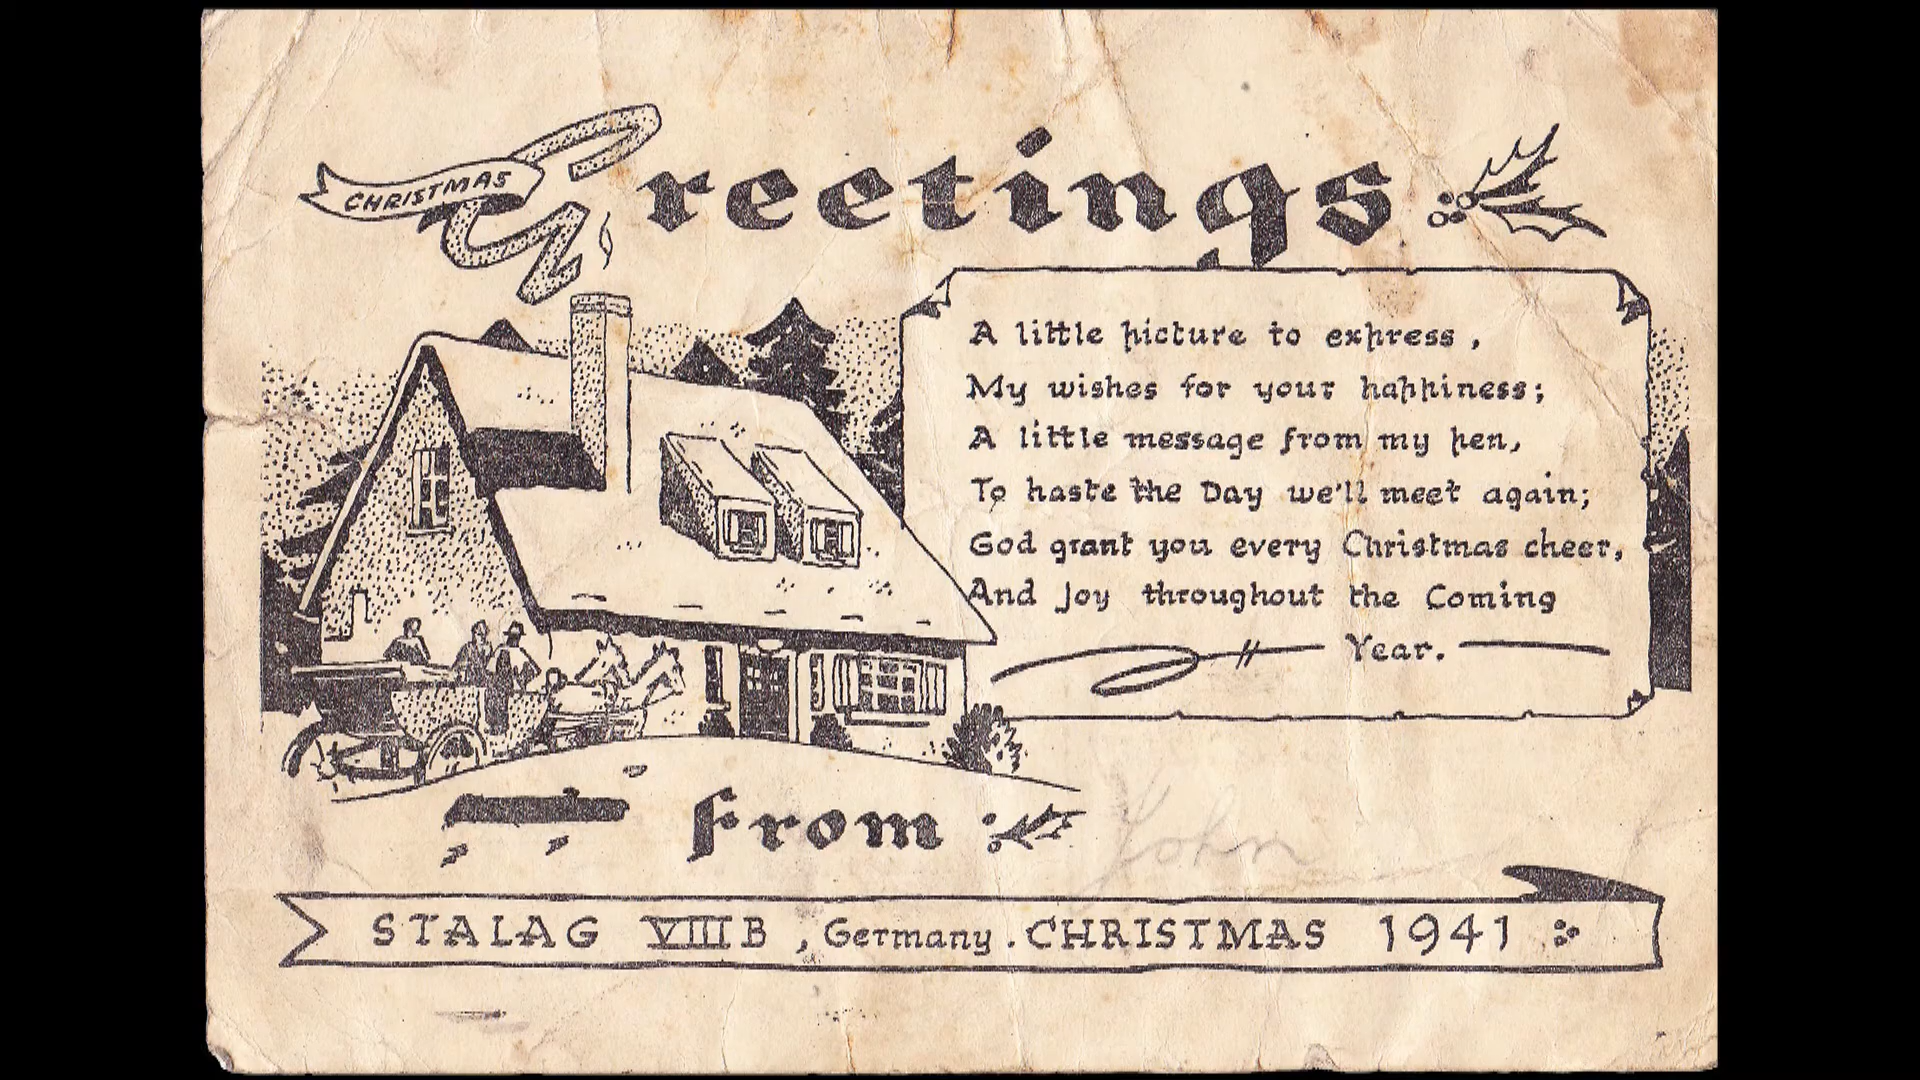 CHRISTMAS
Greetings
A little picture to express,
My wishes for your happiness;
A little message from my pen,
To haste the Day we'll meet again;
God grant you every Christmas cheer,
And Joy throughout the Coming
Year.
from
John
STALAG VIIIB, Germany. CHRISTMAS 1941